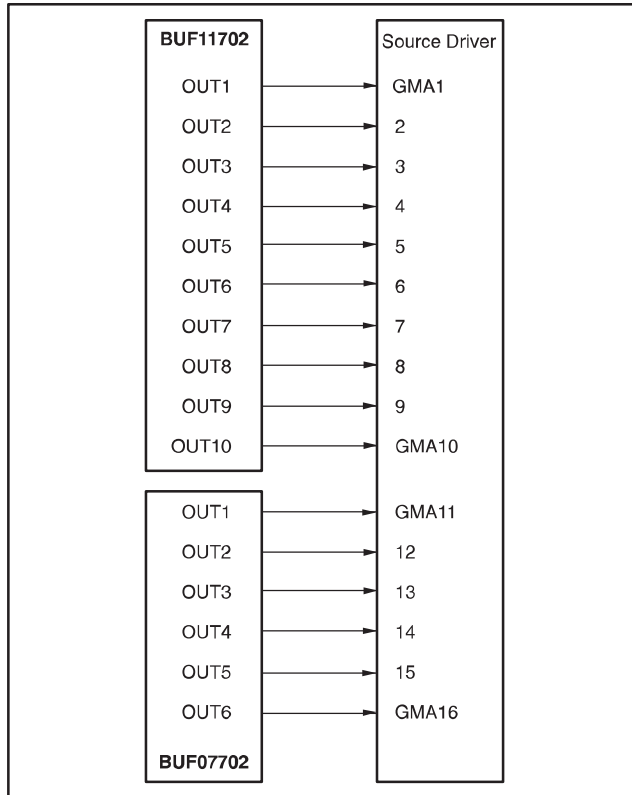 BUF11702 Source Driver
OUT1 GMA1
OUT2 2
OUT3 3
OUT4 4
OUT5 5
OUT6 6
OUT7 7
OUT8 8
OUT9 9
OUT10 GMA10
OUT1 GMA11
OUT2 12
OUT3 13
OUT4 14
OUT5 15
OUT6 GMA16
BUF07702